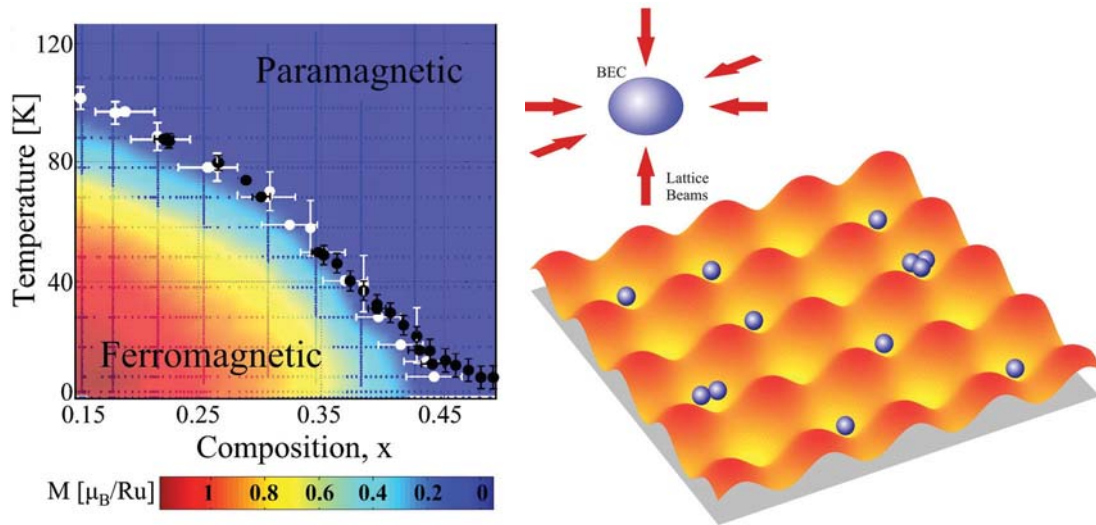 120
80
40
0
Temperature [K]
Paramagnetic
Ferromagnetic
0.15 0.25 0.35 0.45
Composition, x
M [μB/Ru] 1 0.8 0.6 0.4 0.2 0
BEC
Lattice
Beams